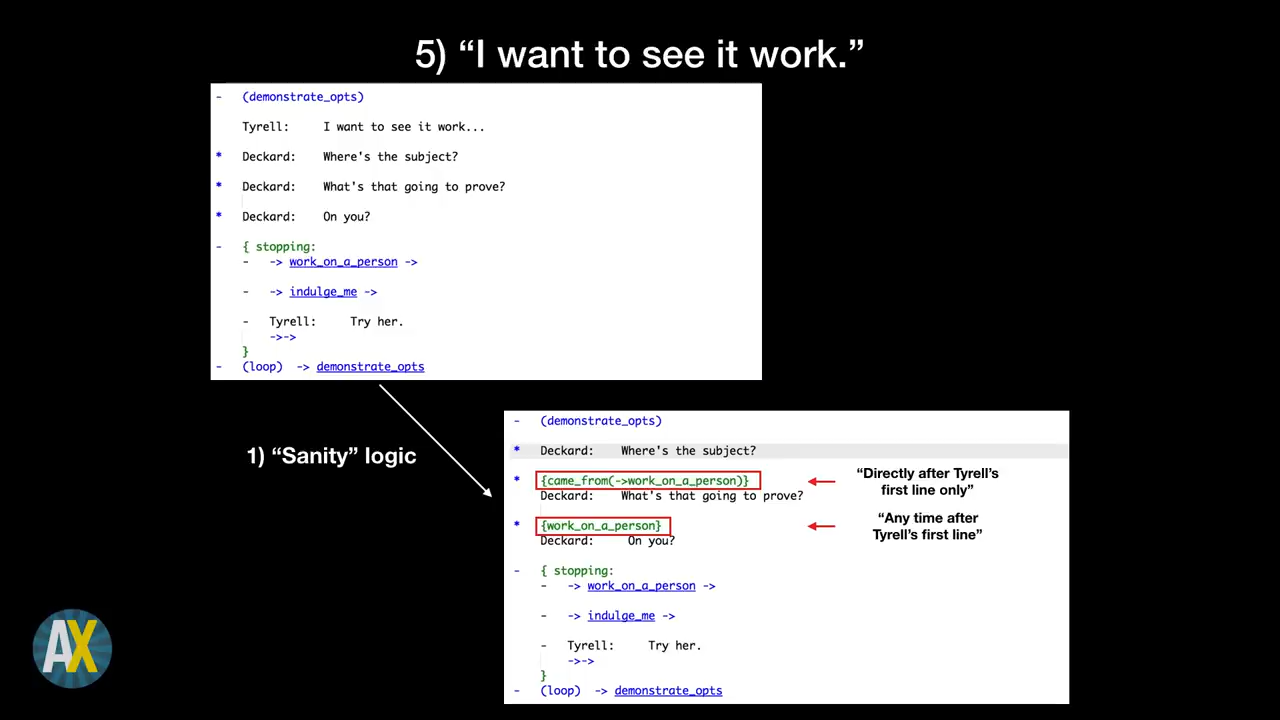 5) “I want to see it work.”
- (demonstrate_opts)
Tyrell: I want to see it work...
* Deckard: Where's the subject?
* Deckard: What's that going to prove?
* Deckard: On you?
- { stopping:
- -> work_on_a_person ->
- -> indulge_me ->
- Tyrell: Try her.
->->
}
- (loop) -> demonstrate_opts
1) “Sanity” logic
- (demonstrate_opts)
* Deckard: Where's the subject?
* {came_from(->work_on_a_person)}
Deckard: What's that going to prove?
* {work_on_a_person}
Deckard: On you?
- { stopping:
- -> work_on_a_person ->
- -> indulge_me ->
- Tyrell: Try her.
->->
}
- (loop) -> demonstrate_opts
“Directly after Tyrell’s
first line only”
“Any time after
Tyrell’s first line”
AX